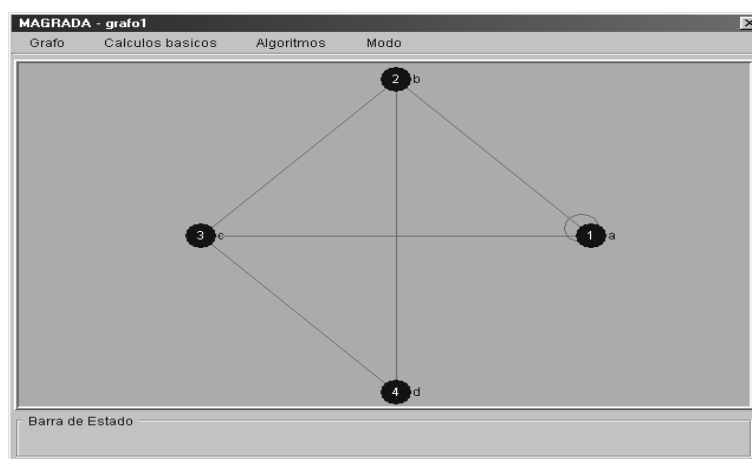 MAGRADA - grafo1
Grafo Calculos basicos Algoritmos Modo
2 b
3 c
1 a
4 d
Barra de Estado